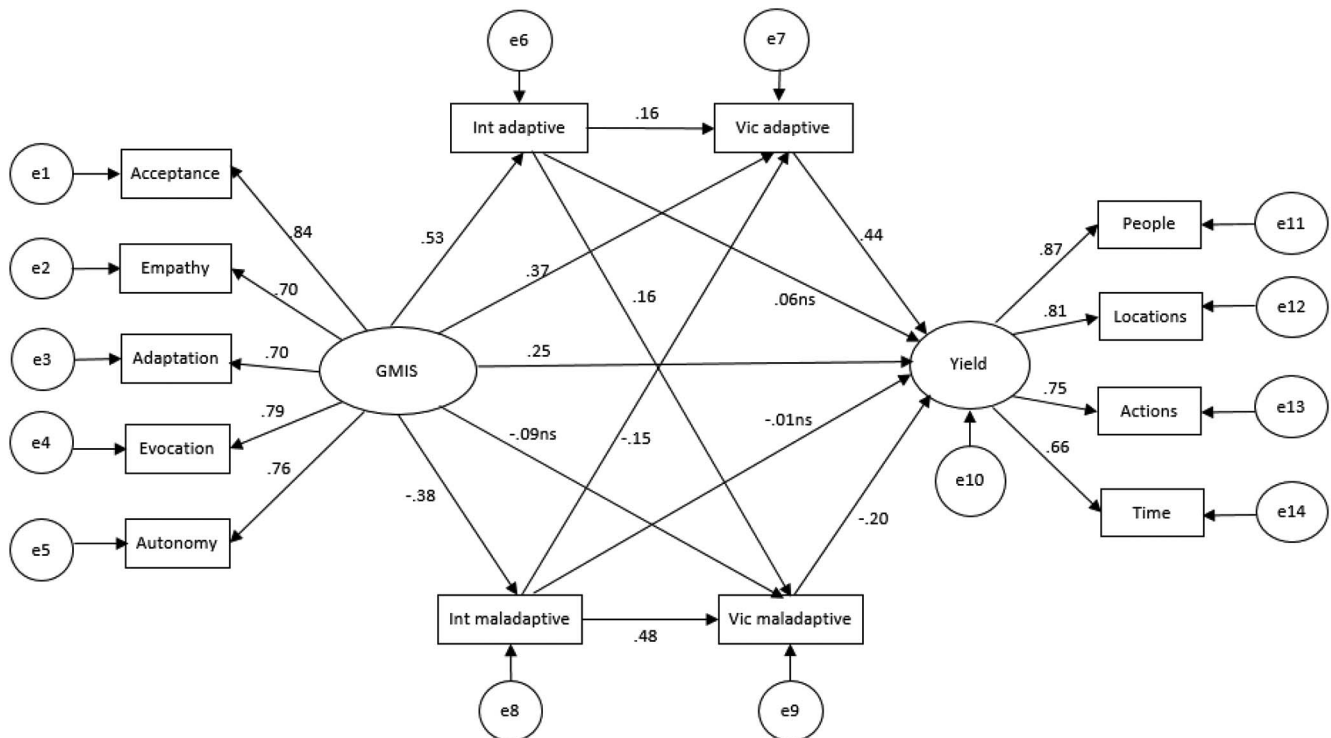 e6
e7
Int adaptive
.16
Vic adaptive
e1
Acceptance
.84
.53
.44
People
e11
e2
Empathy
.70
.37
.16
.06ns
.87
Locations
e12
.81
e3
Adaptation
.70
GMIS
.25
Yield
.75
Actions
e13
e4
Evocation
.79
-.09ns
-.15
-.01ns
.66
e10
.76
-.38
-.20
Time
e14
e5
Autonomy
Int maladaptive
.48
Vic maladaptive
e8
e9